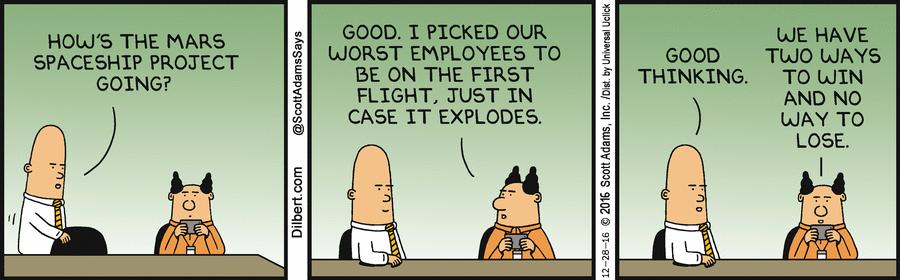 HOW'S THE MARS
SPACESHIP PROJECT
GOING?
Dilbert.com @ScottAdamsSays
GOOD. I PICKED OUR
WORST EMPLOYEES TO
BE ON THE FIRST
FLIGHT, JUST IN
CASE IT EXPLODES.
12-28-16 © 2016 Scott Adams, Inc. /Dist. by Universal Uclick
GOOD
THINKING.
WE HAVE
TWO WAYS
TO WIN
AND NO
WAY TO
LOSE.